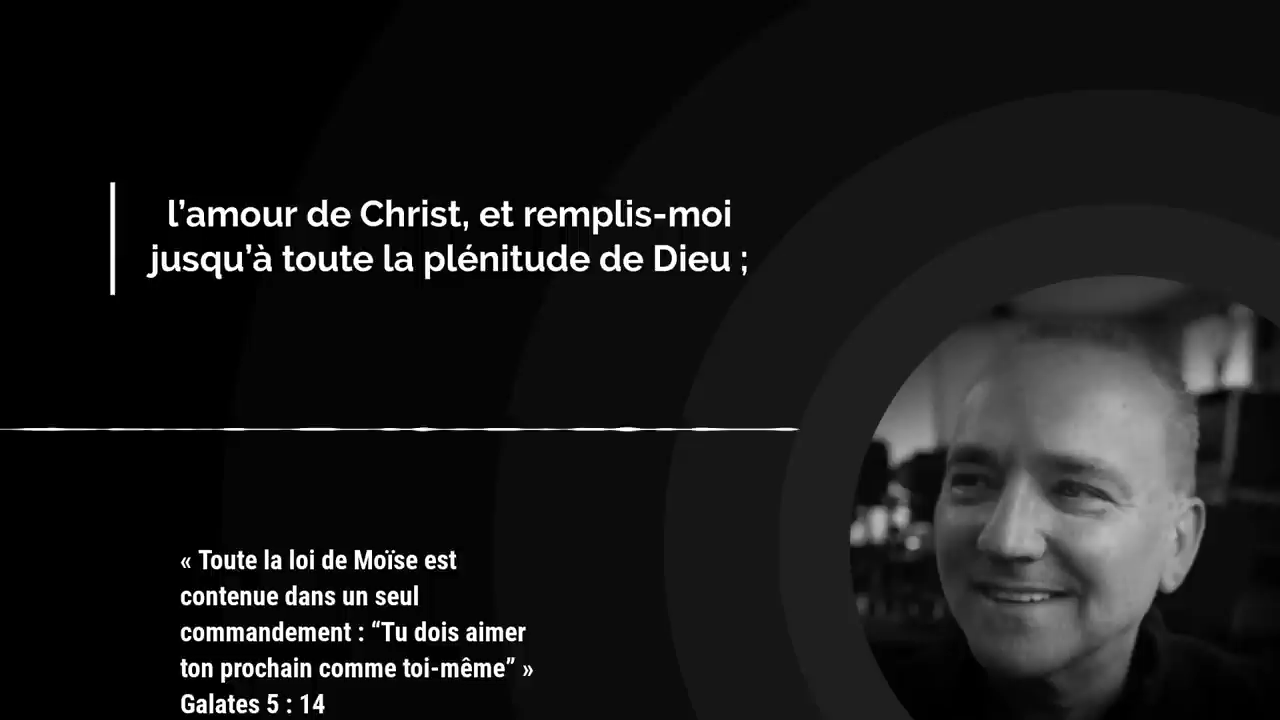 l’amour de Christ, et remplis-moi
jusqu’à toute la plénitude de Dieu ;
« Toute la loi de Moïse est
contenue dans un seul
commandement : “Tu dois aimer
ton prochain comme toi-même” »
Galates 5 : 14